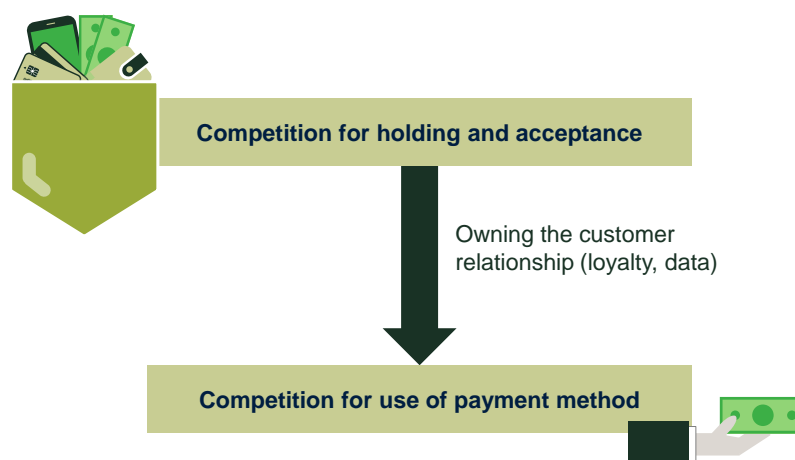 Competition for holding and acceptance
Owning the customer
relationship (loyalty, data)
Competition for use of payment method